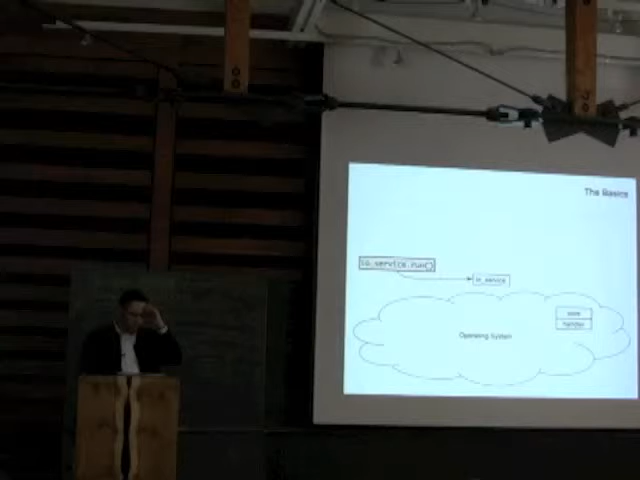 The Basics
io_service.run()
io_service
work
handler
Operating System